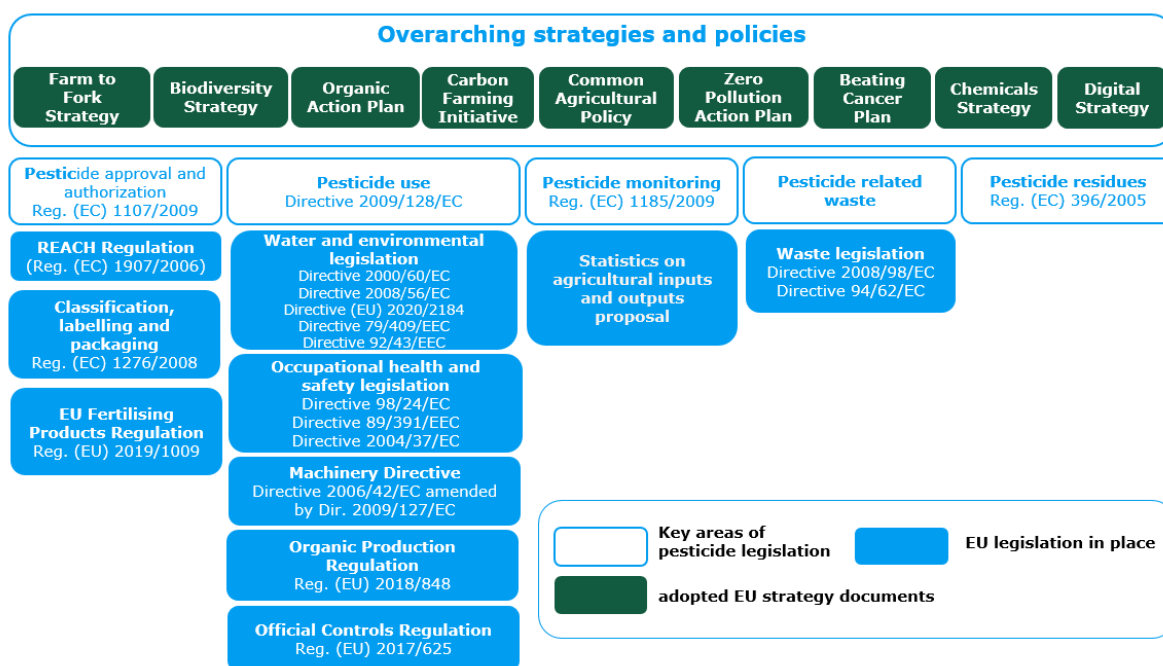 Overarching strategies and policies
Farm to
Fork
Strategy
Biodiversity
Strategy
Organic
Action Plan
Carbon
Farming
Initiative
Common
Agricultural
Policy
Zero
Pollution
Action Plan
Beating
Cancer
Plan
Chemicals
Strategy
Digital
Strategy
Pesticide approval and
authorization
Reg. (EC) 1107/2009
Pesticide use
Directive 2009/128/EC
Pesticide monitoring
Reg. (EC) 1185/2009
Pesticide related
waste
Pesticide residues
Reg. (EC) 396/2005
REACH Regulation
(Reg. (EC) 1907/2006)
Classification,
labelling and
packaging
Reg. (EC) 1276/2008
EU Fertilising
Products Regulation
Reg. (EU) 2019/1009
Water and environmental
legislation
Directive 2000/60/EC
Directive 2008/56/EC
Directive (EU) 2020/2184
Directive 79/409/EEC
Directive 92/43/EEC
Occupational health and
safety legislation
Directive 98/24/EC
Directive 89/391/EEC
Directive 2004/37/EC
Machinery Directive
Directive 2006/42/EC amended
by Dir. 2009/127/EC
Organic Production
Regulation
Reg. (EU) 2018/848
Official Controls Regulation
Reg. (EU) 2017/625
Statistics on
agricultural inputs
and outputs
proposal
Waste legislation
Directive 2008/98/EC
Directive 94/62/EC
Key areas of
pesticide legislation
EU legislation in place
adopted EU strategy documents